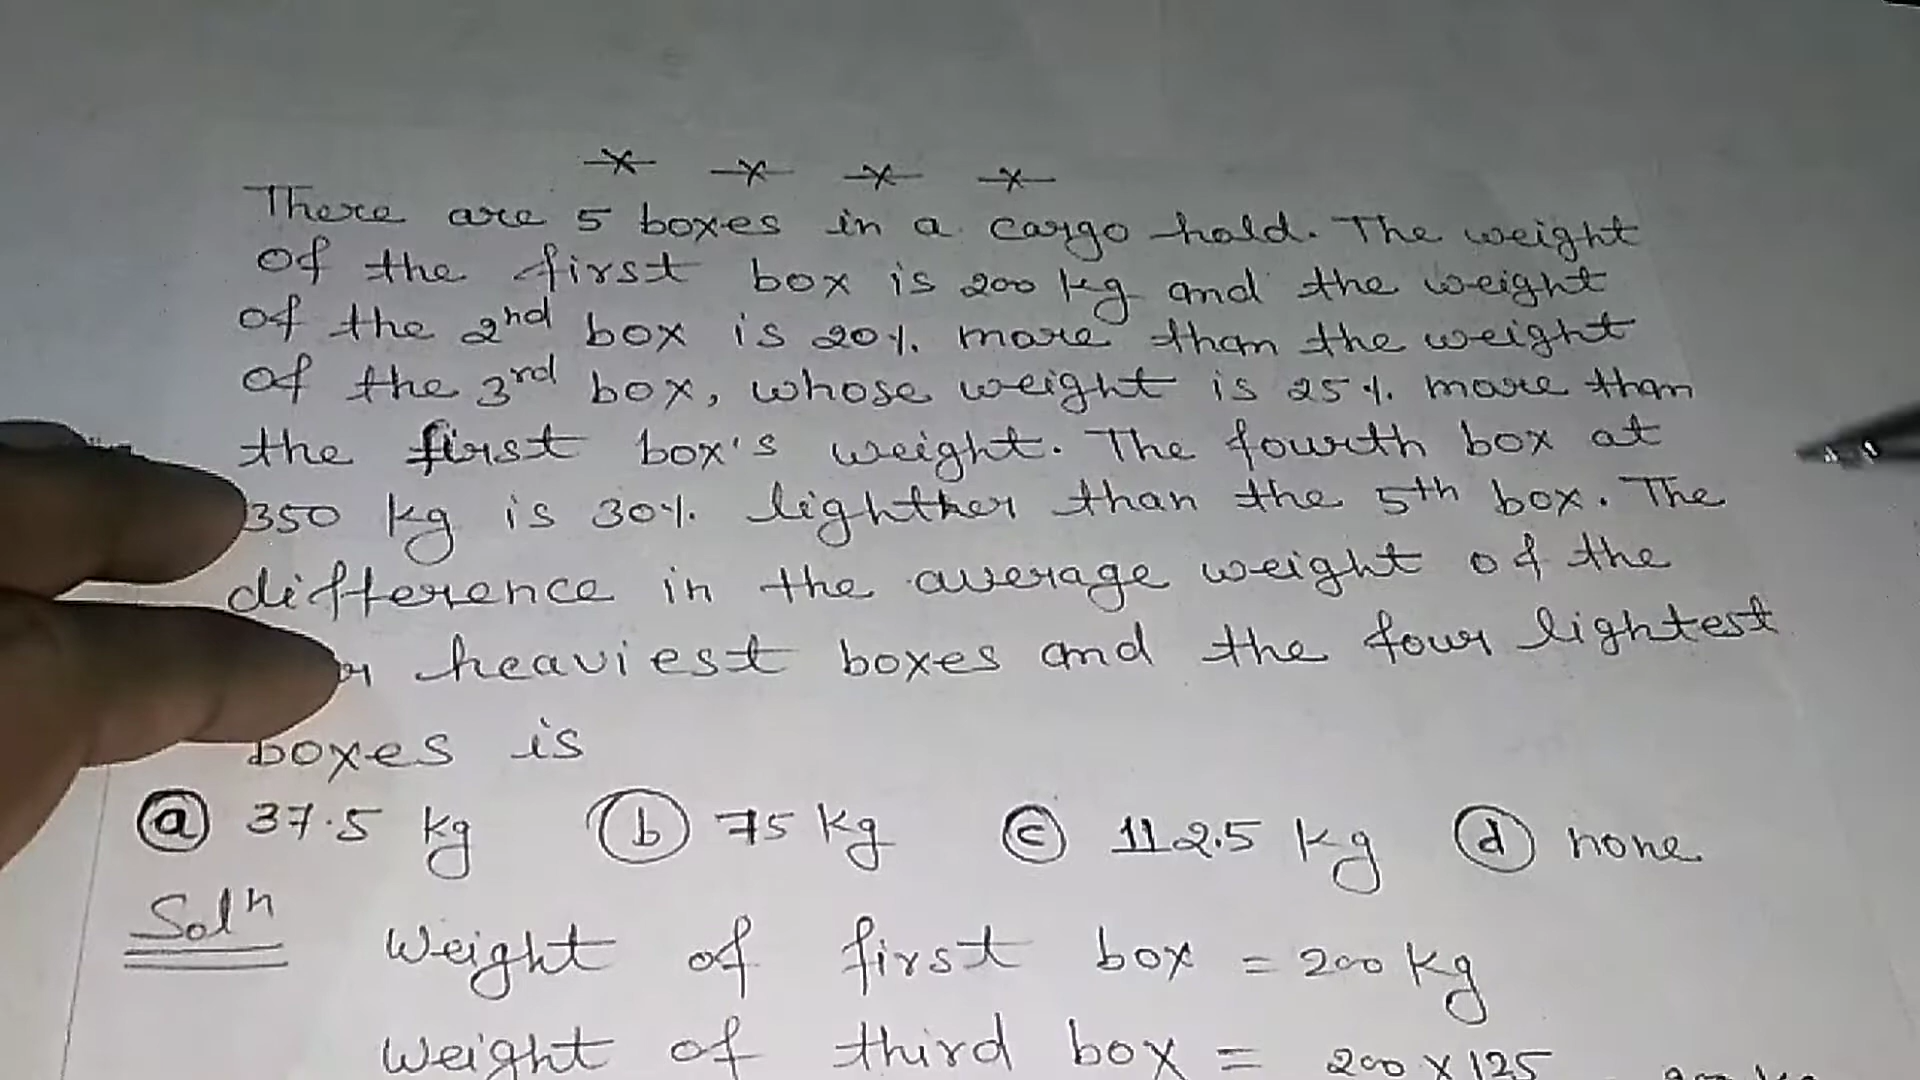 There are 5 boxes in a cargo hold. The weight
of the first box is 200 kg and the weight
of the 2nd box is 20%. more than the weight
of the 3rd box, whose weight is 25%. more than
the first box's weight. The fourth box at
350 kg is 30%. lighther than the 5th box. The
difference in the average weight of the
heaviest boxes and the four lightest
boxes is
(a) 37.5 kg (b) 75 kg (c) 112.5 kg (d) none
Solⁿ Weight of first box = 200 kg
Weight of third box = 200 X 125